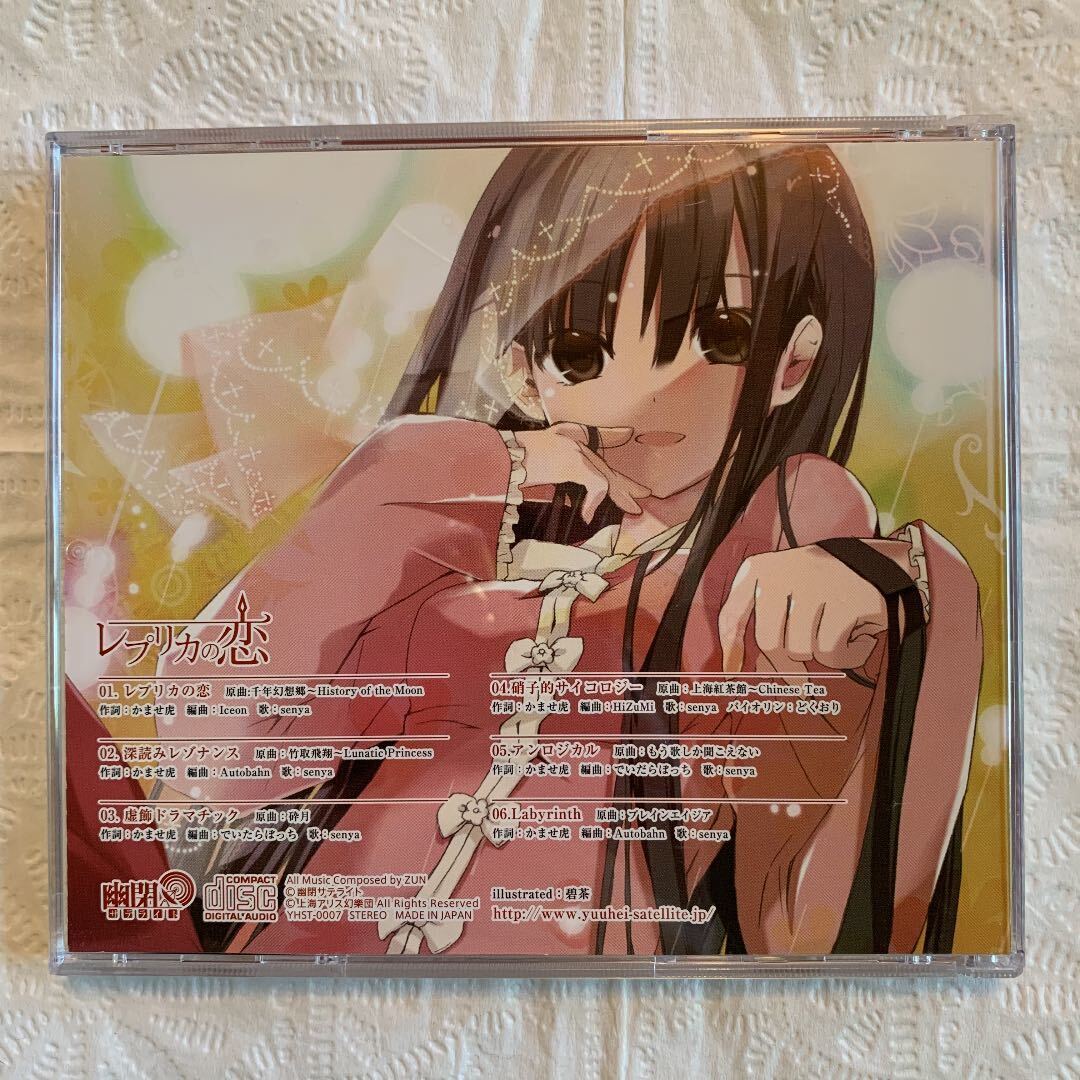 レプリカの恋
01. レプリカの恋 原曲:千年幻想郷〜History of the Moon
作詞:かませ虎 編曲:Iceon 歌:senya
02. 深読みレゾナンス 原曲:竹取飛翔〜Lunatic Princess
作詞:かませ虎 編曲:Autobahn 歌:senya
03. 虚飾ドラマチック 原曲:砕月
作詞:かませ虎 編曲:でいたらぼっち 歌:senya
04.硝子的サイコロジー 原曲:上海紅茶館〜Chinese Tea
作詞:かませ虎 編曲:HiZuMi 歌:senya バイオリン:どくおり
05.アンロジカル 原曲:もう歌しか聞こえない
作詞:かませ虎 編曲:でいだらぼっち 歌:senya
06.Labyrinth 原曲:プレインエイジア
作詞:かませ虎 編曲:Autobahn 歌:senya
幽閉
サテライト
COMPACT
disc
DIGITAL AUDIO
All Music Composed by ZUN
©幽閉サテライト
©上海アリス幻樂団 All Rights Reserved
YHST-0007 STEREO MADE IN JAPAN
illustrated:碧茶
http://www.yuuhei-satellite.jp/